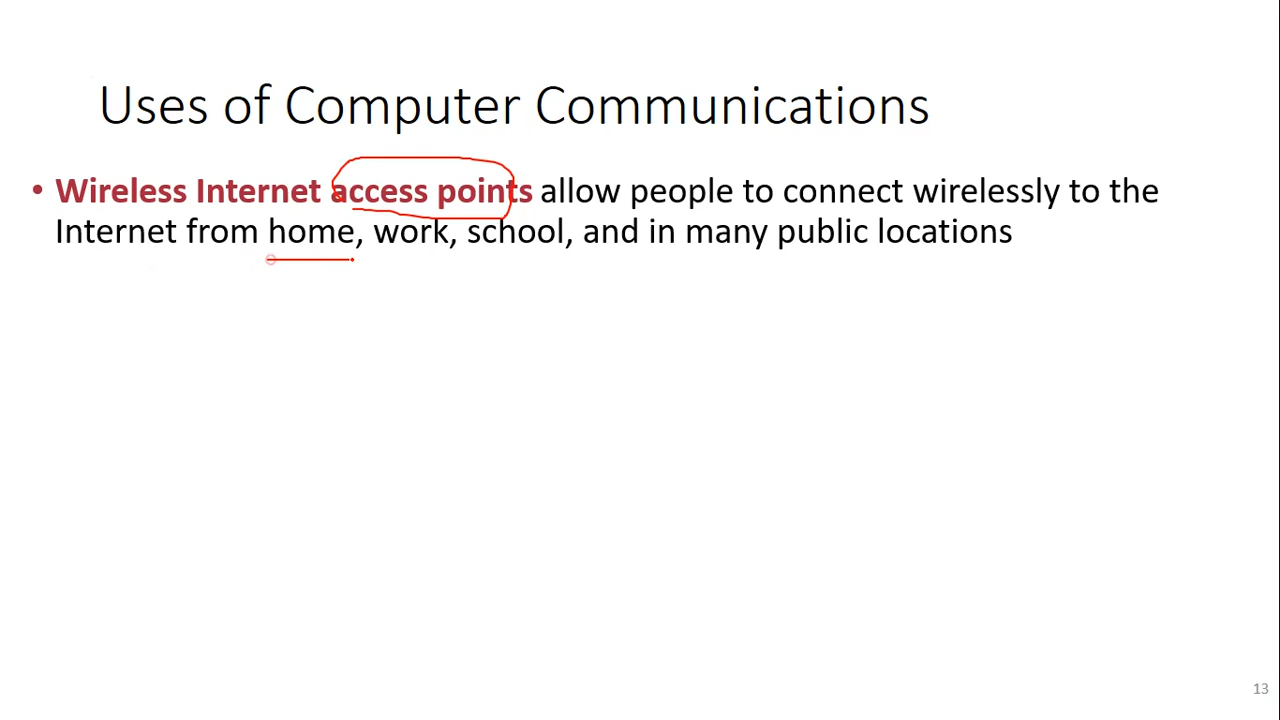 Uses of Computer Communications
• Wireless Internet access points allow people to connect wirelessly to the
Internet from home, work, school, and in many public locations
13